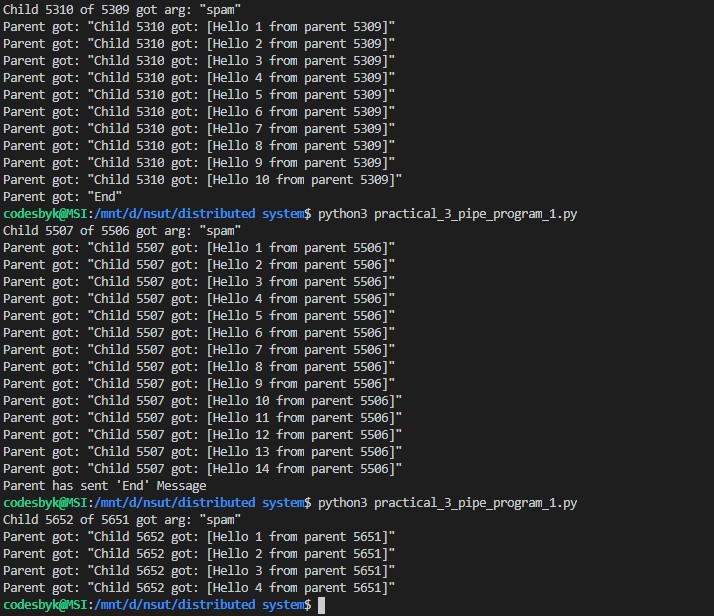 Child 5310 of 5309 got arg: "spam"
Parent got: "Child 5310 got: [Hello 1 from parent 5309]"
Parent got: "Child 5310 got: [Hello 2 from parent 5309]"
Parent got: "Child 5310 got: [Hello 3 from parent 5309]"
Parent got: "Child 5310 got: [Hello 4 from parent 5309]"
Parent got: "Child 5310 got: [Hello 5 from parent 5309]"
Parent got: "Child 5310 got: [Hello 6 from parent 5309]"
Parent got: "Child 5310 got: [Hello 7 from parent 5309]"
Parent got: "Child 5310 got: [Hello 8 from parent 5309]"
Parent got: "Child 5310 got: [Hello 9 from parent 5309]"
Parent got: "Child 5310 got: [Hello 10 from parent 5309]"
Parent got: "End"
codesbyk@MSI:/mnt/d/nsut/distributed system$ python3 practical_3_pipe_program_1.py
Child 5507 of 5506 got arg: "spam"
Parent got: "Child 5507 got: [Hello 1 from parent 5506]"
Parent got: "Child 5507 got: [Hello 2 from parent 5506]"
Parent got: "Child 5507 got: [Hello 3 from parent 5506]"
Parent got: "Child 5507 got: [Hello 4 from parent 5506]"
Parent got: "Child 5507 got: [Hello 5 from parent 5506]"
Parent got: "Child 5507 got: [Hello 6 from parent 5506]"
Parent got: "Child 5507 got: [Hello 7 from parent 5506]"
Parent got: "Child 5507 got: [Hello 8 from parent 5506]"
Parent got: "Child 5507 got: [Hello 9 from parent 5506]"
Parent got: "Child 5507 got: [Hello 10 from parent 5506]"
Parent got: "Child 5507 got: [Hello 11 from parent 5506]"
Parent got: "Child 5507 got: [Hello 12 from parent 5506]"
Parent got: "Child 5507 got: [Hello 13 from parent 5506]"
Parent got: "Child 5507 got: [Hello 14 from parent 5506]"
Parent has sent 'End' Message
codesbyk@MSI:/mnt/d/nsut/distributed system$ python3 practical_3_pipe_program_1.py
Child 5652 of 5651 got arg: "spam"
Parent got: "Child 5652 got: [Hello 1 from parent 5651]"
Parent got: "Child 5652 got: [Hello 2 from parent 5651]"
Parent got: "Child 5652 got: [Hello 3 from parent 5651]"
Parent got: "Child 5652 got: [Hello 4 from parent 5651]"
codesbyk@MSI:/mnt/d/nsut/distributed system$